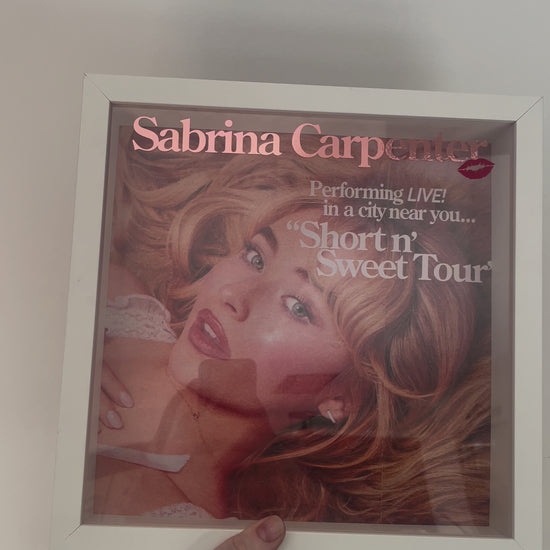 Sabrina Carpenter
Performing LIVE!
in a city near you...
"Short n'
Sweet Tour"